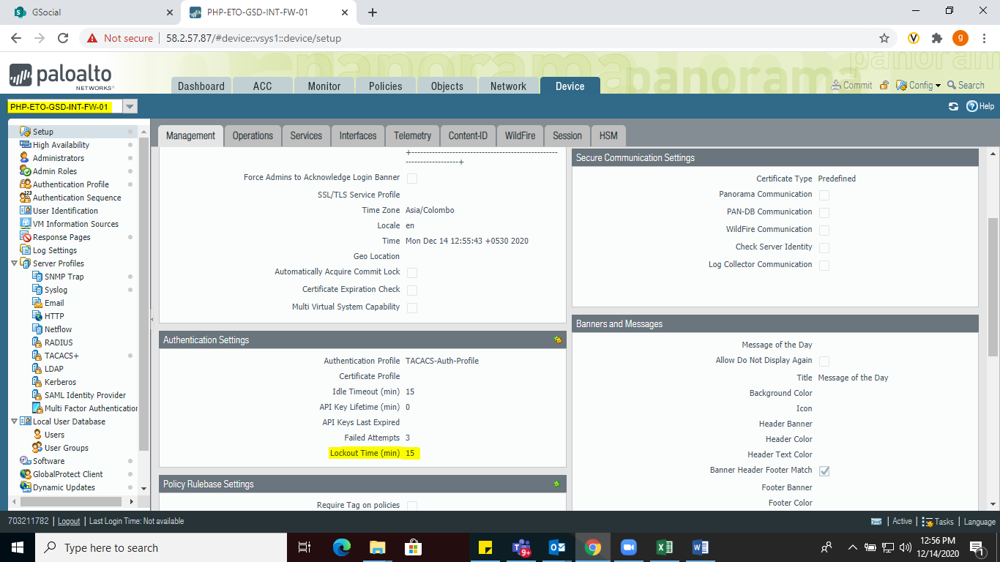 GSocial
PHP-ETO-GSD-INT-FW-01
Not secure | 58.2.57.87/#device::vsys1::device/setup
g
panorama panorama panorama
paloalto
NETWORKS®
Dashboard ACC Monitor Policies Objects Network Device
Commit Config Search
PHP-ETO-GSD-INT-FW-01
Help
Setup
High Availability
Administrators
Admin Roles
Authentication Profile
Authentication Sequence
User Identification
VM Information Sources
Response Pages
Log Settings
Server Profiles
SNMP Trap
Syslog
Email
HTTP
Netflow
RADIUS
TACACS+
LDAP
Kerberos
SAML Identity Provider
Multi Factor Authentication
Local User Database
Users
User Groups
Software
GlobalProtect Client
Dynamic Updates
Management Operations Services Interfaces Telemetry Content-ID WildFire Session HSM
+--------------------------------------------------
------------------+
Force Admins to Acknowledge Login Banner
SSL/TLS Service Profile
Time Zone Asia/Colombo
Locale en
Time Mon Dec 14 12:55:43 +0530 2020
Geo Location
Automatically Acquire Commit Lock
Certificate Expiration Check
Multi Virtual System Capability
Authentication Settings
Authentication Profile TACACS-Auth-Profile
Certificate Profile
Idle Timeout (min) 15
API Key Lifetime (min) 0
API Keys Last Expired
Failed Attempts 3
Lockout Time (min) 15
Policy Rulebase Settings
Require Tag on policies
Secure Communication Settings
Certificate Type Predefined
Panorama Communication
PAN-DB Communication
WildFire Communication
Check Server Identity
Log Collector Communication
Banners and Messages
Message of the Day
Allow Do Not Display Again
Title Message of the Day
Background Color
Icon
Header Banner
Header Color
Header Text Color
Banner Header Footer Match
Footer Banner
Footer Color
703211782 | Logout | Last Login Time: Not available
| Active | Tasks | Language
Type here to search
9+
12:56 PM
12/14/2020
1